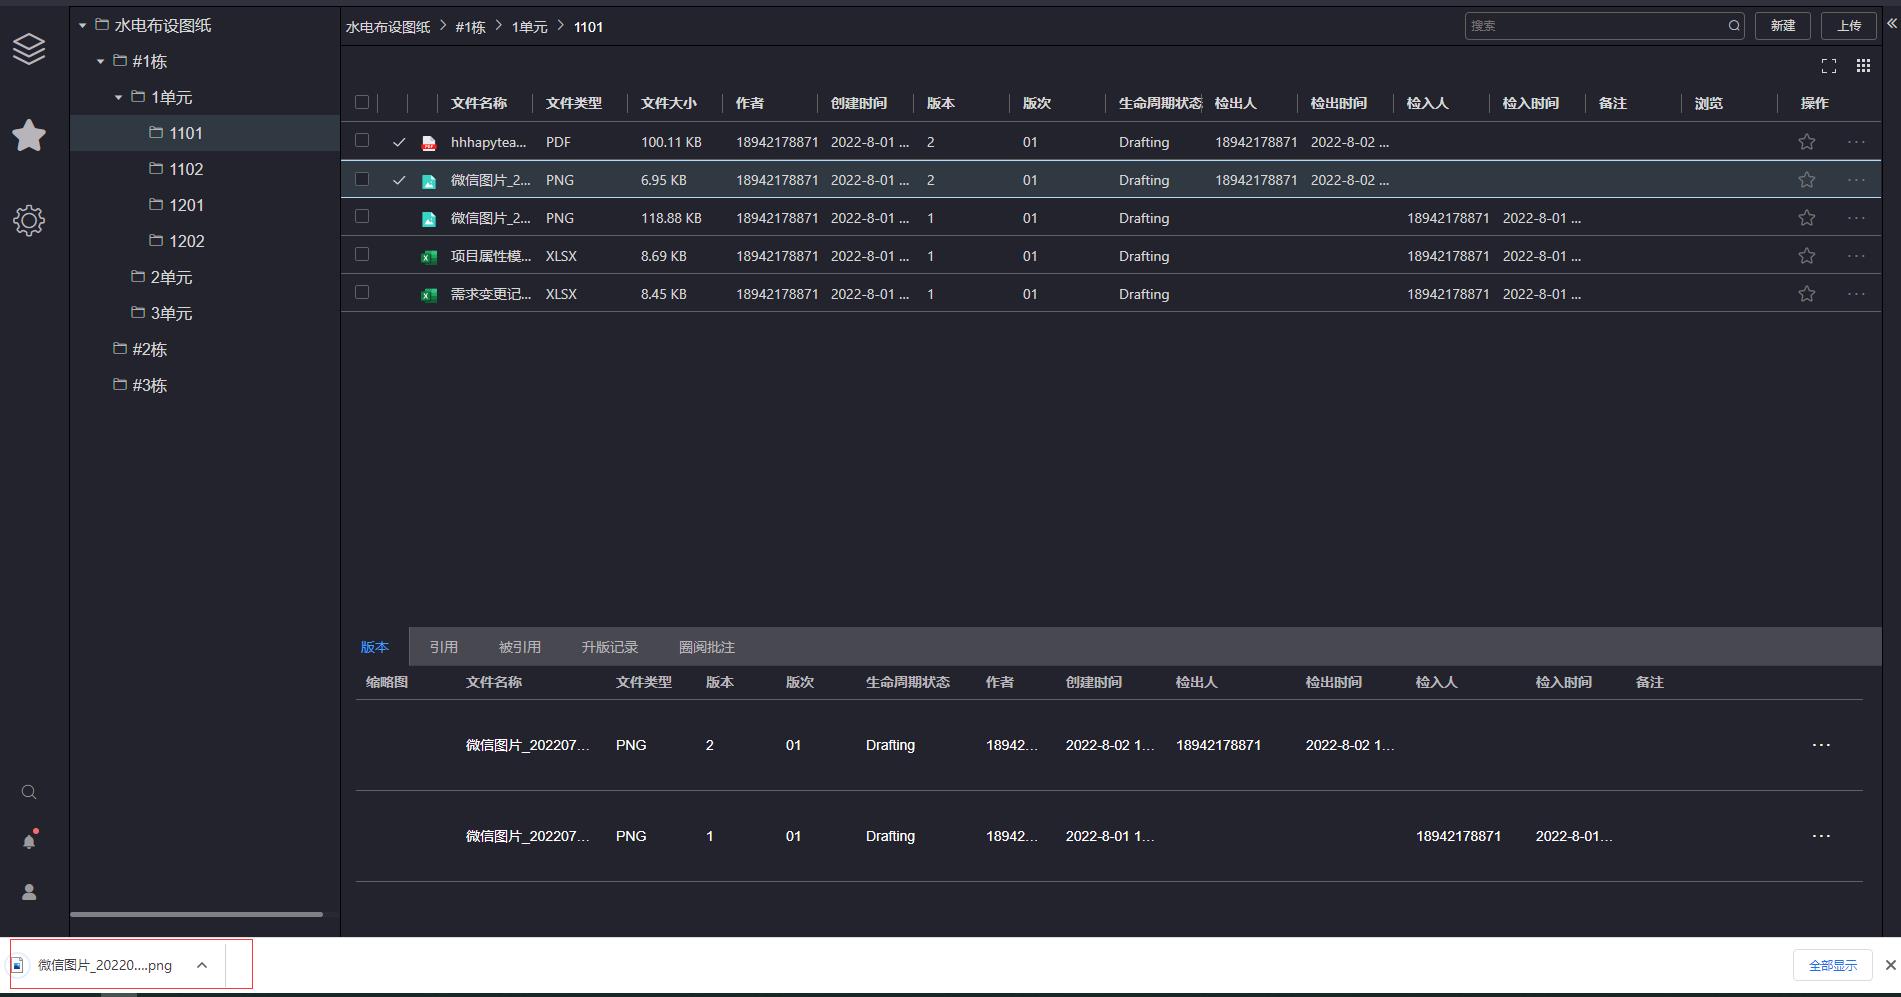 水电布设图纸
#1栋
1单元
1101
1102
1201
1202
2单元
3单元
#2栋
#3栋
水电布设图纸 > #1栋 > 1单元 > 1101
搜索
新建
上传
文件名称 文件类型 文件大小 作者 创建时间 版本 版次 生命周期状态 检出人 检出时间 检入人 检入时间 备注 浏览 操作
hhhapytea... PDF 100.11 KB 18942178871 2022-8-01 ... 2 01 Drafting 18942178871 2022-8-02 ... ...
微信图片_2... PNG 6.95 KB 18942178871 2022-8-01 ... 2 01 Drafting 18942178871 2022-8-02 ... ...
微信图片_2... PNG 118.88 KB 18942178871 2022-8-01 ... 1 01 Drafting 18942178871 2022-8-01 ... ...
项目属性模... XLSX 8.69 KB 18942178871 2022-8-01 ... 1 01 Drafting 18942178871 2022-8-01 ... ...
需求变更记... XLSX 8.45 KB 18942178871 2022-8-01 ... 1 01 Drafting 18942178871 2022-8-01 ... ...
版本 引用 被引用 升版记录 圈阅批注
缩略图 文件名称 文件类型 版本 版次 生命周期状态 作者 创建时间 检出人 检出时间 检入人 检入时间 备注
微信图片_202207... PNG 2 01 Drafting 18942... 2022-8-02 1... 18942178871 2022-8-02 1... ...
微信图片_202207... PNG 1 01 Drafting 18942... 2022-8-01 1... 18942178871 2022-8-01... ...
微信图片_20220....png
全部显示